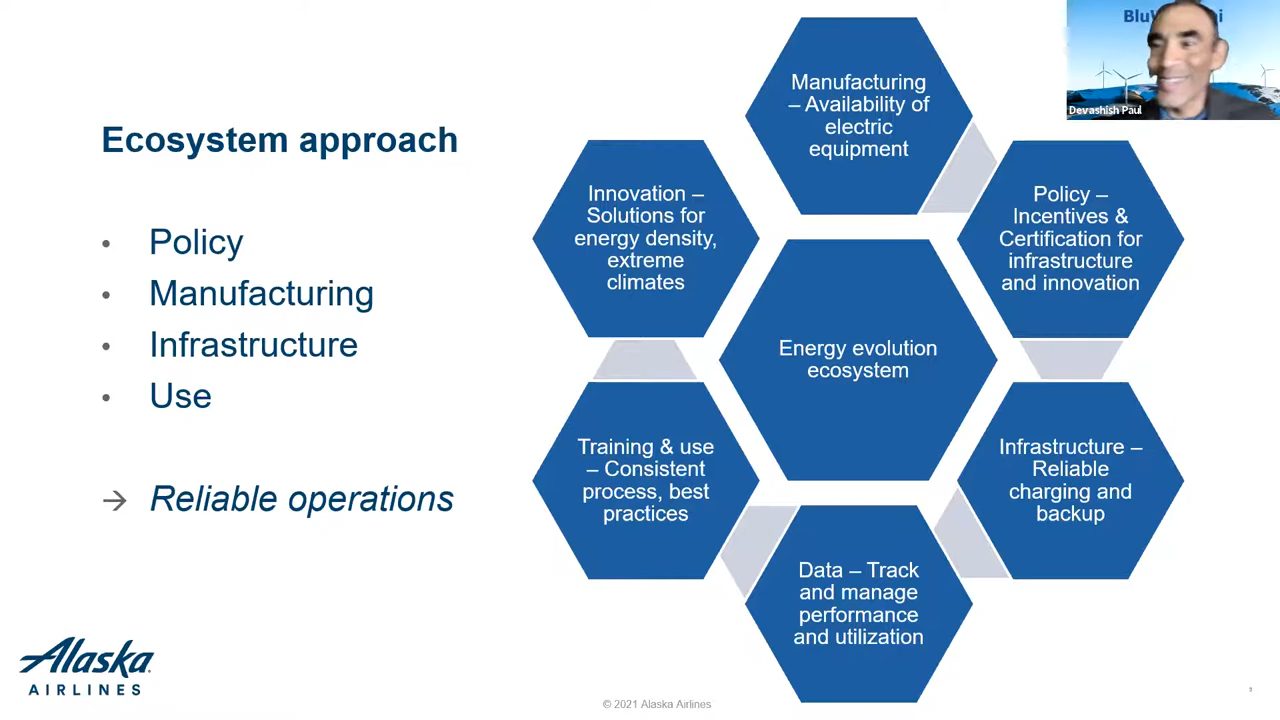 Ecosystem approach
• Policy
• Manufacturing
• Infrastructure
• Use
→ Reliable operations
Alaska
AIRLINES
Manufacturing
– Availability of
electric
equipment
Policy –
Incentives &
Certification for
infrastructure
and innovation
Infrastructure –
Reliable
charging and
backup
Data – Track
and manage
performance
and utilization
Training & use
– Consistent
process, best
practices
Innovation –
Solutions for
energy density,
extreme
climates
Energy evolution
ecosystem
Devashish Paul
© 2021 Alaska Airlines